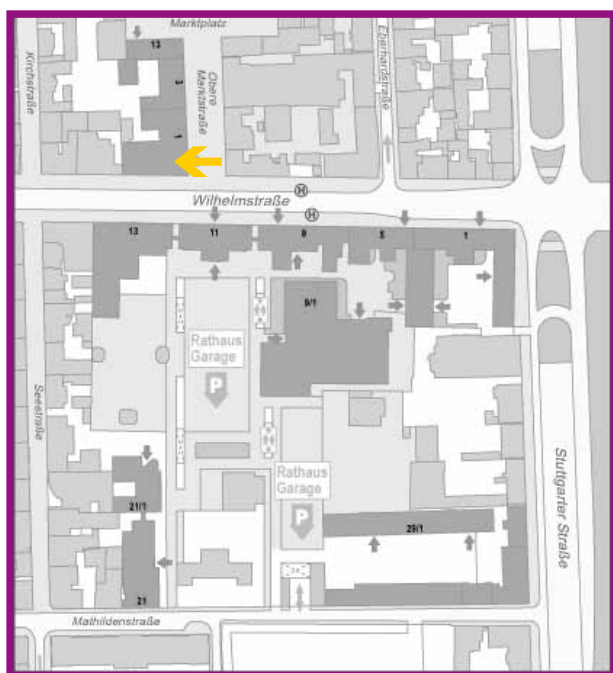 Marktplatz
Kirchstraße
13
3
Obere
Marktstraße
1
Eberhardstraße
H
Wilhelmstraße
H
13
11
9
5
1
9/1
Rathaus
Garage
P
Seestraße
Rathaus
Garage
P
Stuttgarter Straße
21/1
29/1
21
Mathildenstraße